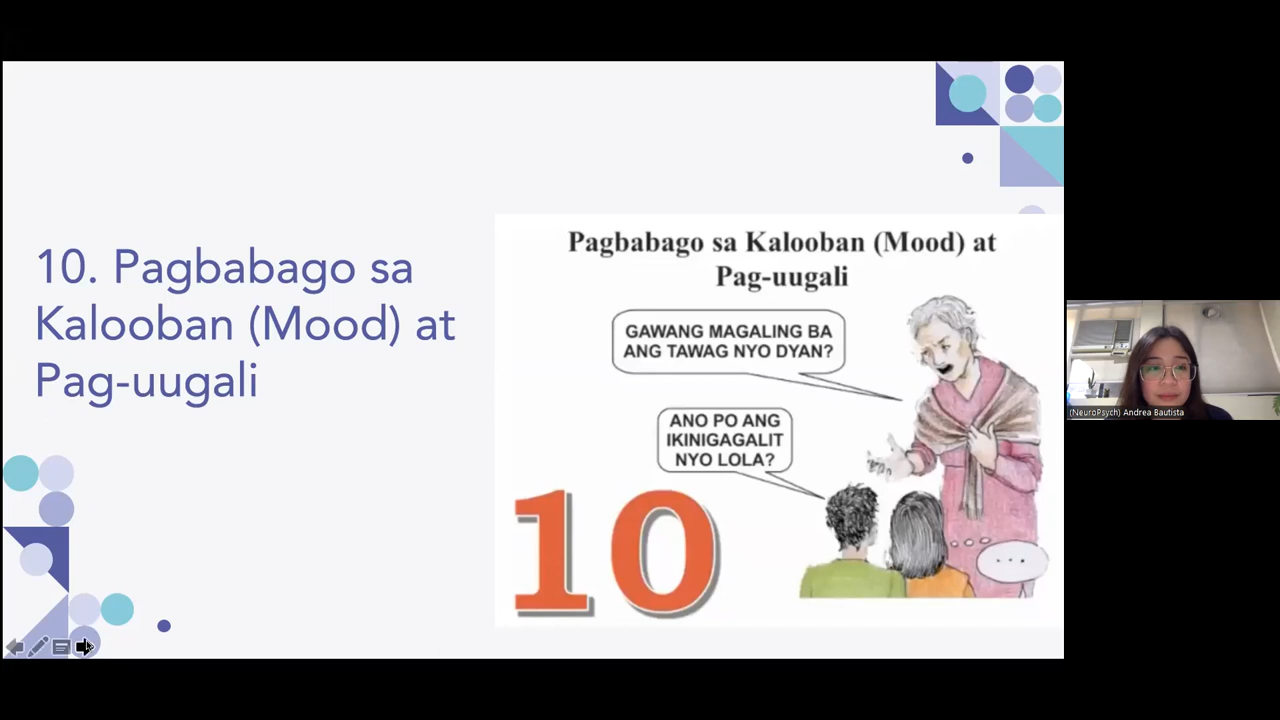 10. Pagbabago sa
Kalooban (Mood) at
Pag-uugali
Pagbabago sa Kalooban (Mood) at
Pag-uugali
GAWANG MAGALING BA
ANG TAWAG NYO DYAN?
ANO PO ANG
IKINIGAGALIT
NYO LOLA?
10
...
(NeuroPsych) Andrea Bautista